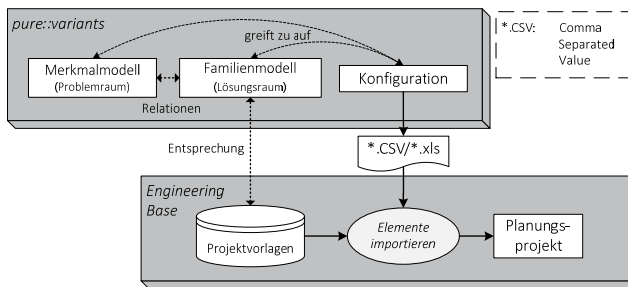 pure::variants
greift zu auf
Merkmalmodell
(Problemraum)
Familienmodell
(Lösungsraum)
Konfiguration
Relationen
*.CSV: Comma
Separated
Value
Entsprechung
*.CSV/*.xls
Engineering
Base
Projektvorlagen
Elemente
importieren
Planungs-
projekt